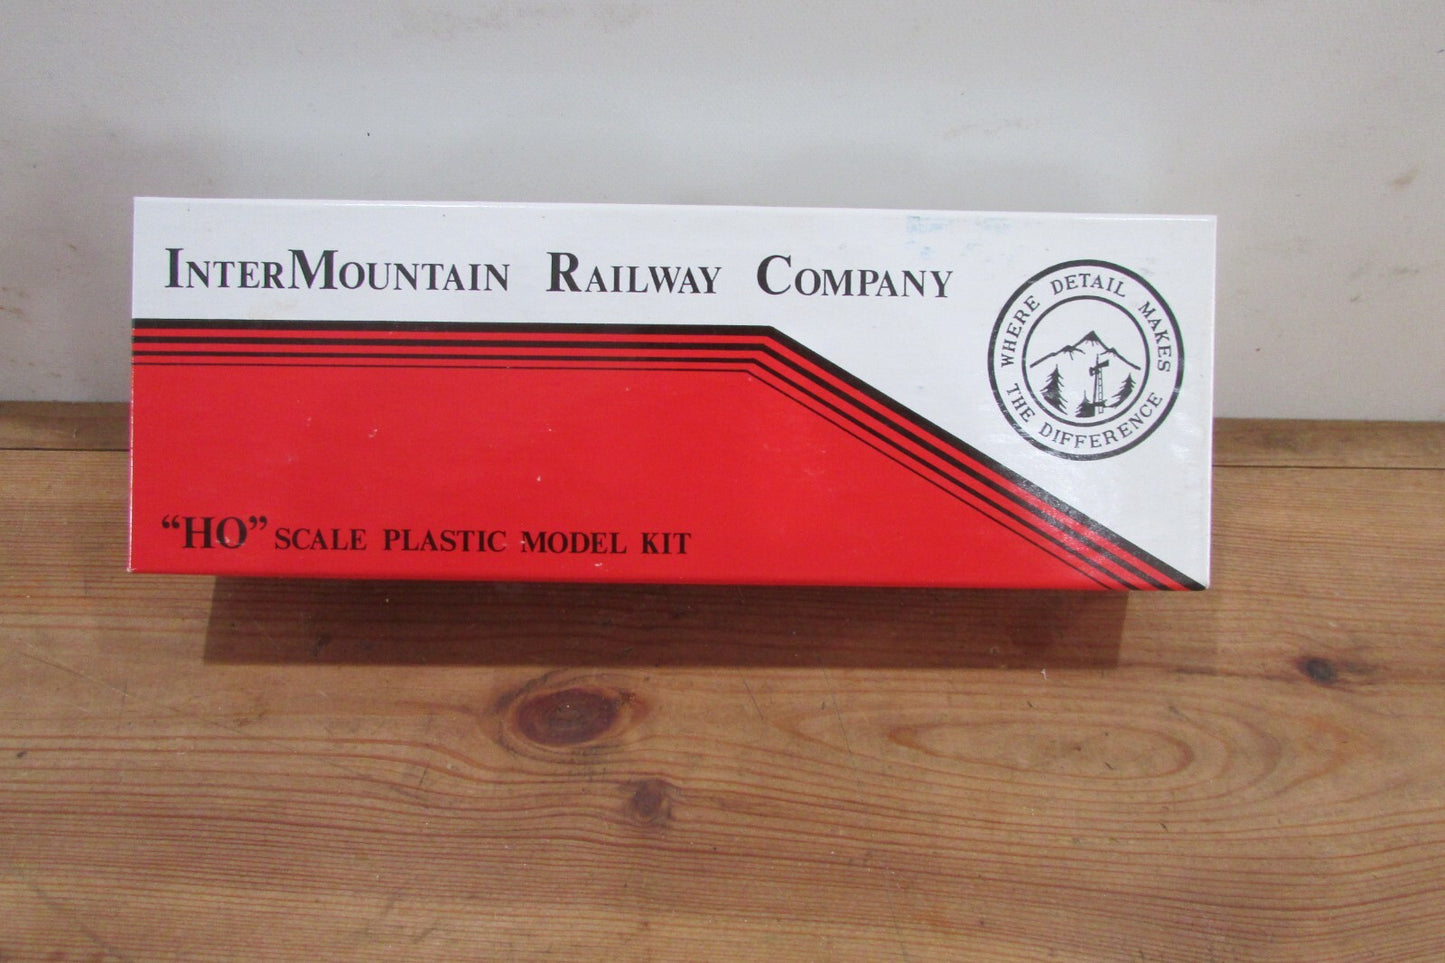 InterMountain Railway Company
WHERE DETAIL MAKES
THE DIFFERENCE
“HO” SCALE PLASTIC MODEL KIT